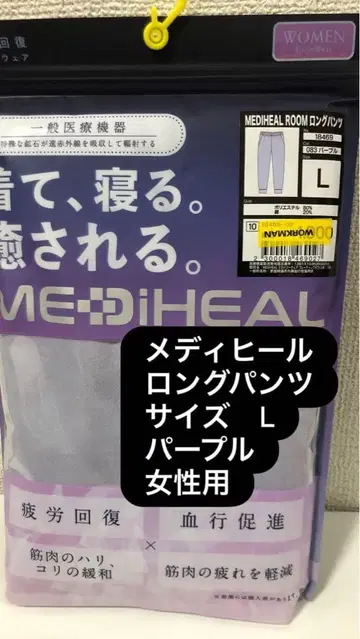 回復
ウェア
WOMEN
一般医療機器
特殊な鉱石が遠赤外線を吸収して輻射する
着て、寝る。
癒される。
MEDiHEAL
MEDIHEAL ROOM ロングパンツ
18469
083 パープル
L
ポリエステル 80%
綿 20%
10
WORKMAN
メディヒール
ロングパンツ
サイズ L
パープル
女性用
疲労回復
×
血行促進
筋肉のハリ、
コリの緩和
筋肉の疲れを軽減